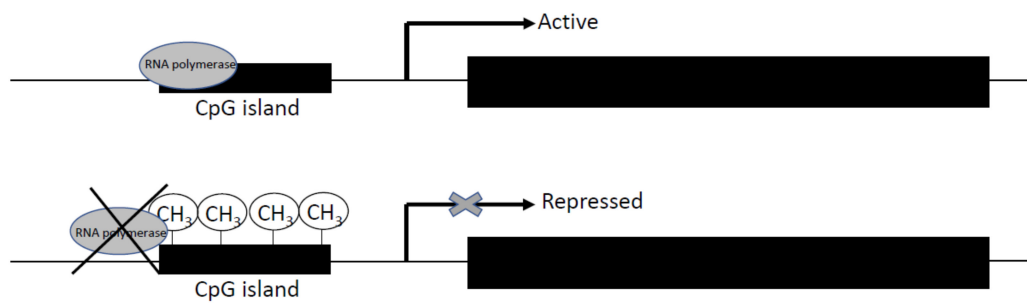 Active
RNA polymerase
CpG island
CH3 CH3 CH3 CH3
Repressed
RNA polymerase
CpG island